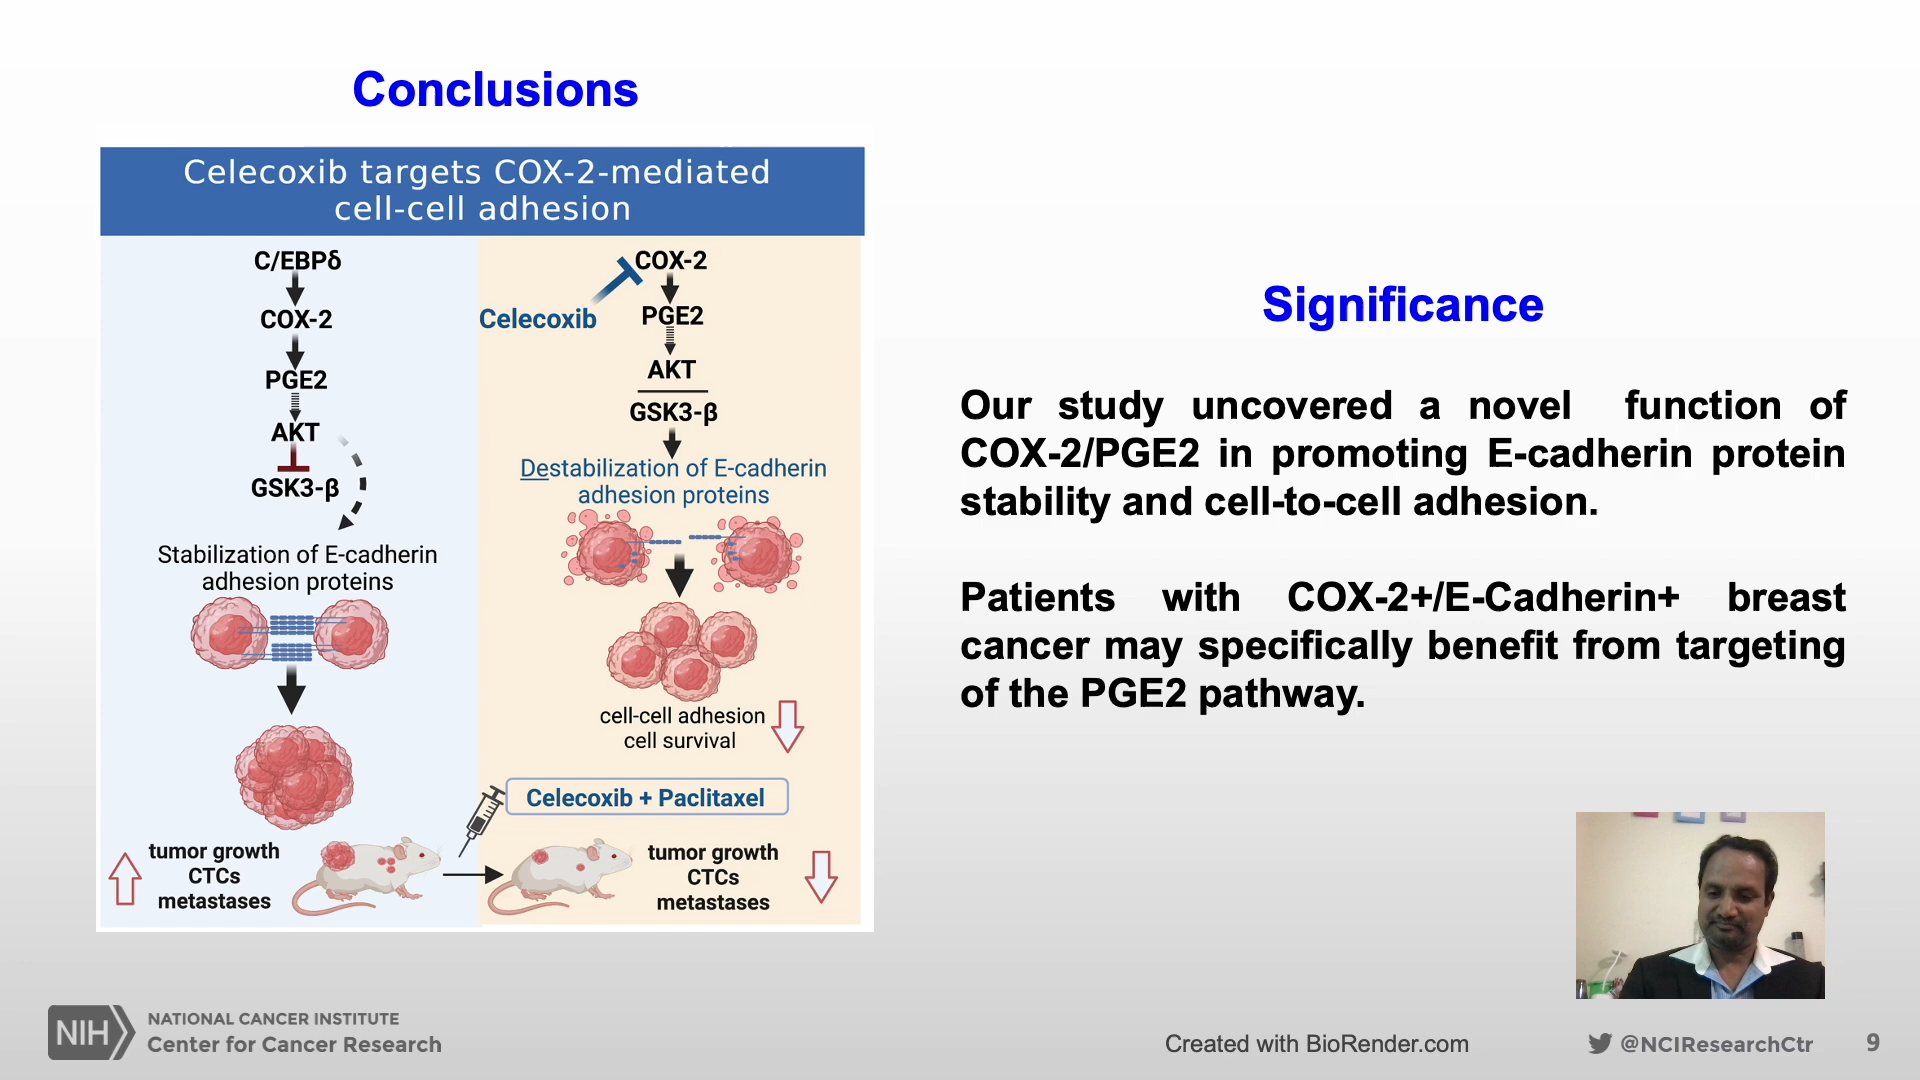 Conclusions
Celecoxib targets COX-2-mediated
cell-cell adhesion
C/EBPδ
COX-2
PGE2
AKT
GSK3-β
Stabilization of E-cadherin
adhesion proteins
tumor growth
CTCs
metastases
COX-2
Celecoxib
PGE2
AKT
GSK3-β
Destabilization of E-cadherin
adhesion proteins
cell-cell adhesion
cell survival
Celecoxib + Paclitaxel
tumor growth
CTCs
metastases
Significance
Our study uncovered a novel function of
COX-2/PGE2 in promoting E-cadherin protein
stability and cell-to-cell adhesion.
Patients with COX-2+/E-Cadherin+ breast
cancer may specifically benefit from targeting
of the PGE2 pathway.
NIH
NATIONAL CANCER INSTITUTE
Center for Cancer Research
Created with BioRender.com
@NCIResearchCtr
9